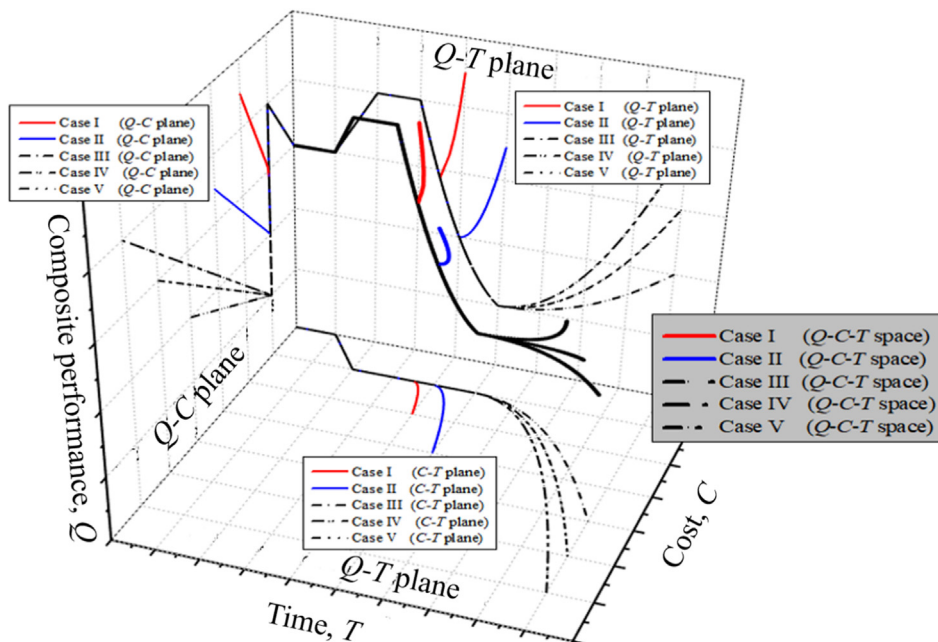 Q-T plane
Case I (Q-C plane)
Case II (Q-C plane)
Case III (Q-C plane)
Case IV (Q-C plane)
Case V (Q-C plane)
Case I (Q-T plane)
Case II (Q-T plane)
Case III (Q-T plane)
Case IV (Q-T plane)
Case V (Q-T plane)
Composite performance, Q
Q-C plane
Case I (Q-C-T space)
Case II (Q-C-T space)
Case III (Q-C-T space)
Case IV (Q-C-T space)
Case V (Q-C-T space)
Case I (C-T plane)
Case II (C-T plane)
Case III (C-T plane)
Case IV (C-T plane)
Case V (C-T plane)
Cost, C
Q-T plane
Time, T